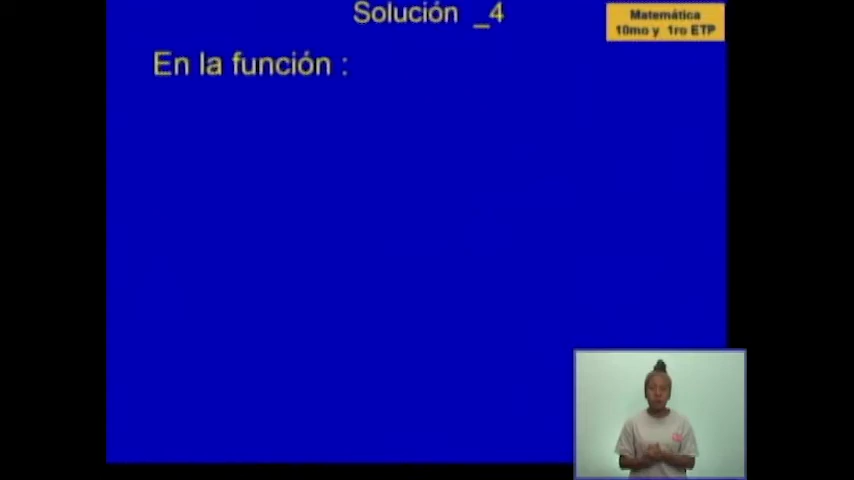 Solución _4
Matemática
10mo y 1ro ETP
En la función :